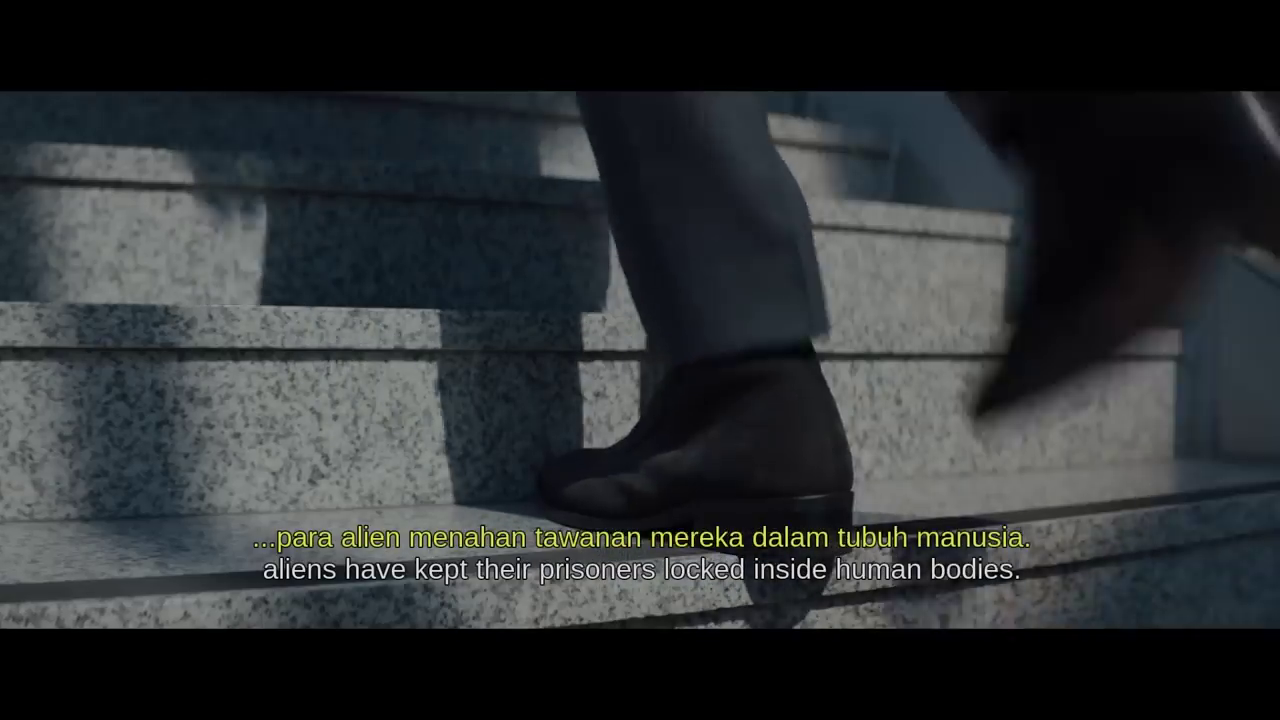 ...para alien menahan tawanan mereka dalam tubuh manusia.
aliens have kept their prisoners locked inside human bodies.